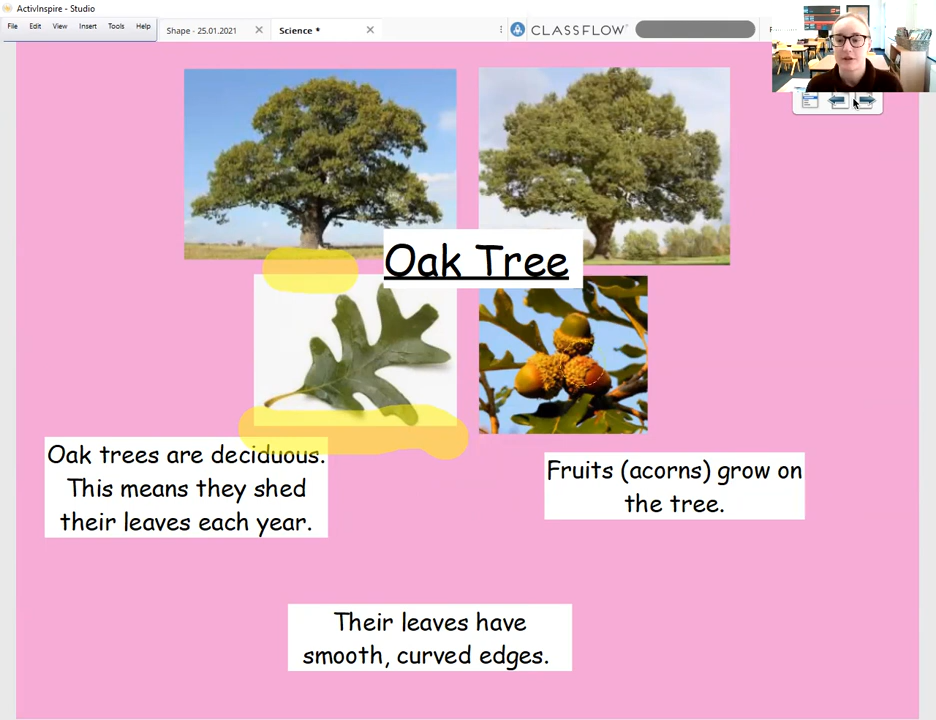 ActivInspire - Studio
File Edit View Insert Tools Help
Shape - 25.01.2021
Science *
CLASSFLOW
Oak Tree
Oak trees are deciduous.
This means they shed
their leaves each year.
Fruits (acorns) grow on
the tree.
Their leaves have
smooth, curved edges.